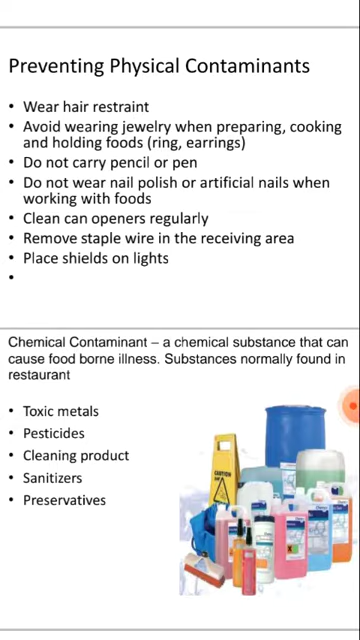 Preventing Physical Contaminants
• Wear hair restraint
• Avoid wearing jewelry when preparing, cooking
and holding foods (ring, earrings)
• Do not carry pencil or pen
• Do not wear nail polish or artificial nails when
working with foods
• Clean can openers regularly
• Remove staple wire in the receiving area
• Place shields on lights
•
Chemical Contaminant – a chemical substance that can
cause food borne illness. Substances normally found in
restaurant
• Toxic metals
• Pesticides
• Cleaning product
• Sanitizers
• Preservatives
CAUTION